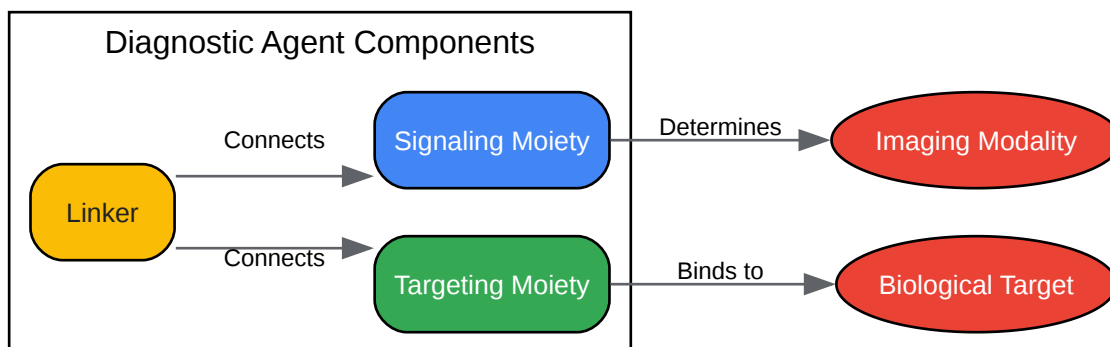 Diagnostic Agent Components
Connects
Signaling Moiety
Determines
Imaging Modality
Linker
Connects
Targeting Moiety
Binds to
Biological Target